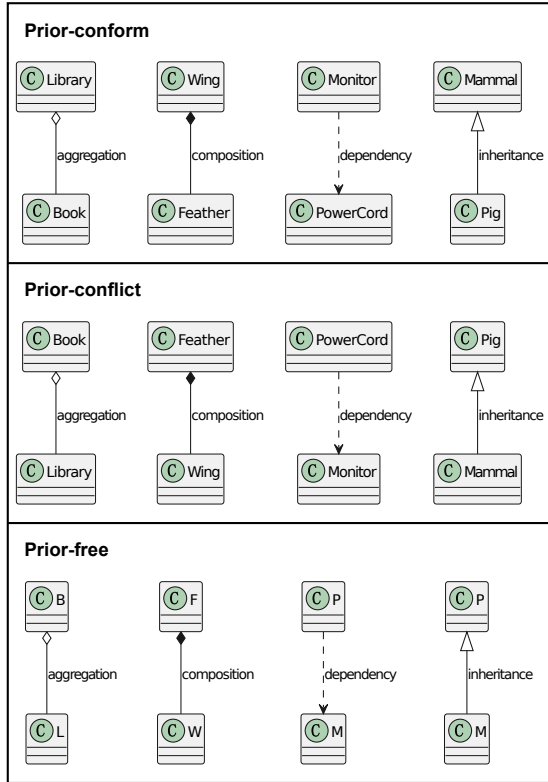 Prior-conform
C Library C Wing C Monitor C Mammal
aggregation composition dependency inheritance
C Book C Feather C PowerCord C Pig
Prior-conflict
C Book C Feather C PowerCord C Pig
aggregation composition dependency inheritance
C Library C Wing C Monitor C Mammal
Prior-free
C B C F C P C P
aggregation composition dependency inheritance
C L C W C M C M